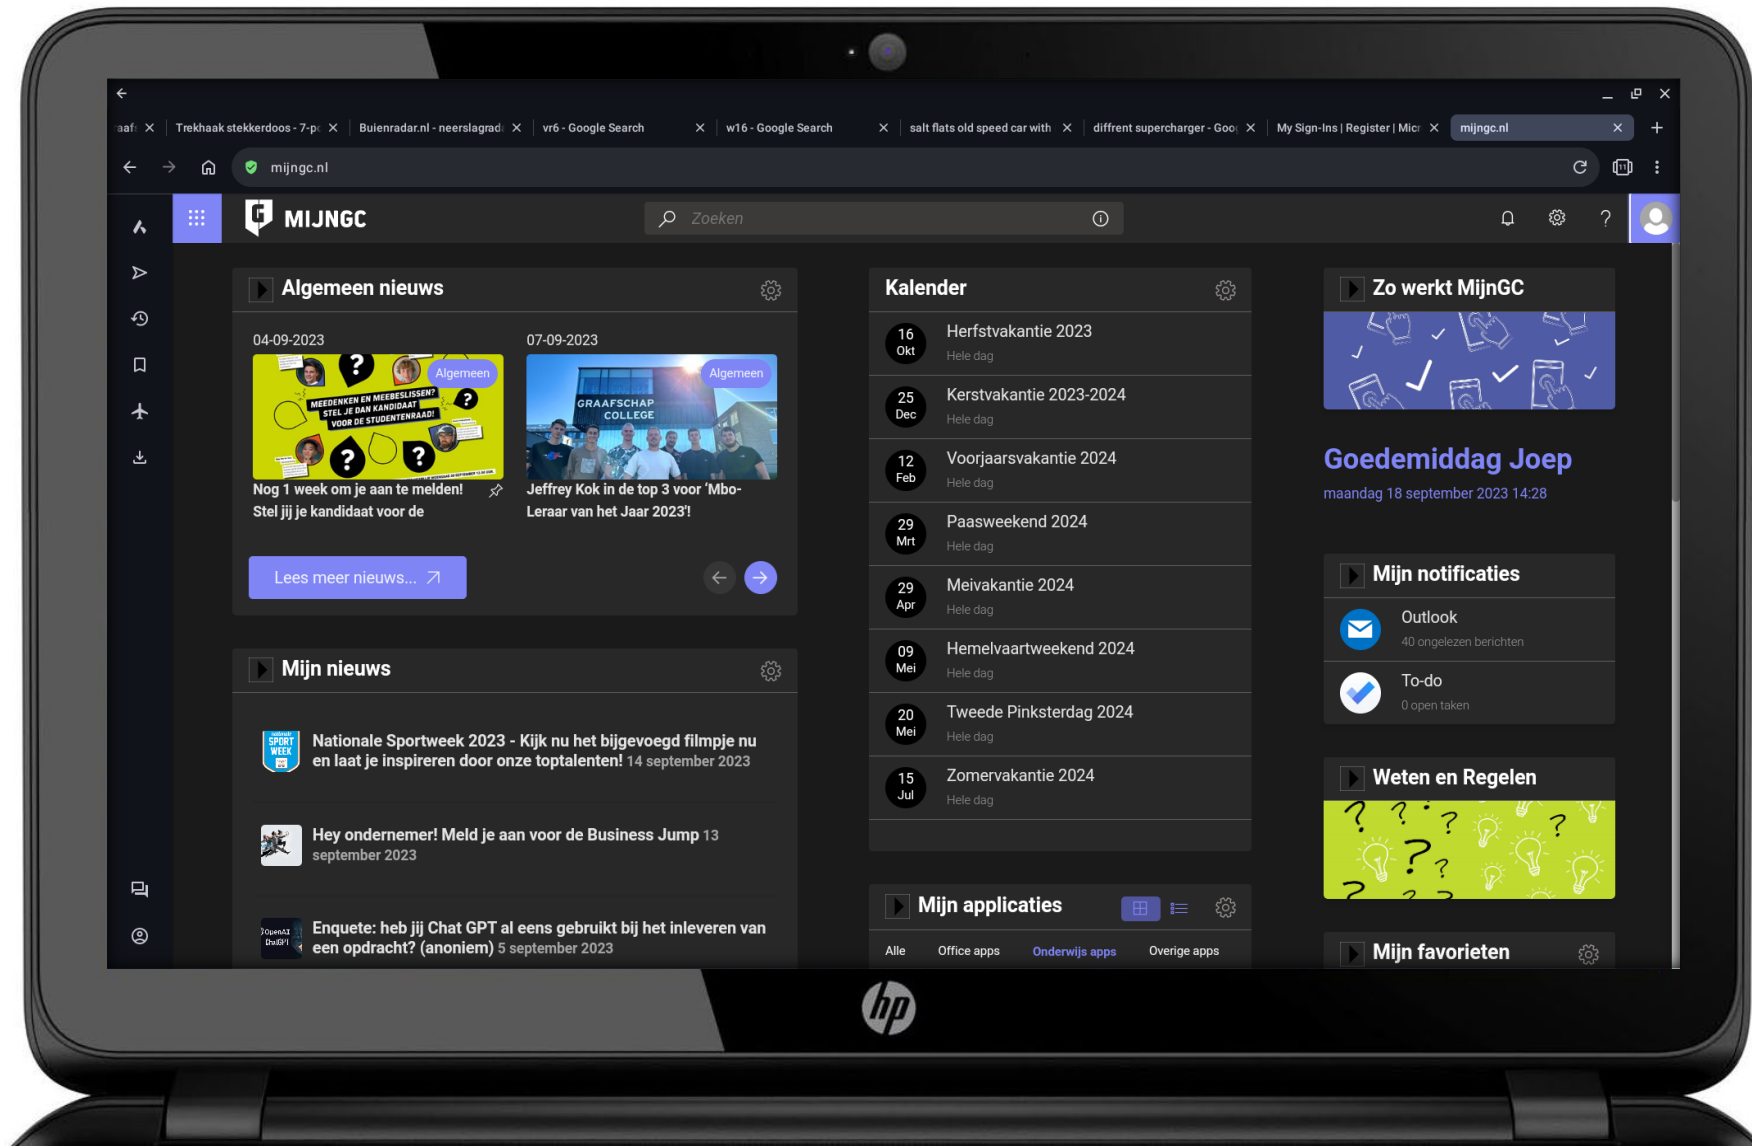 raaf:
Trekhaak stekkerdoos - 7-p
Buienradar.nl - neerslagrad
vr6 - Google Search
w16 - Google Search
salt flats old speed car with
diffrent supercharger - Goo
My Sign-Ins | Register | Micr
mijngc.nl
mijngc.nl
11
MIJNGC
Zoeken
Algemeen nieuws
04-09-2023
07-09-2023
Algemeen
Algemeen
MEEDENKEN EN MEEBESLISSEN?
STEL JE DAN KANDIDAAT
VOOR DE STUDENTENRAAD!
GRAAFSCHAP
COLLEGE
Nog 1 week om je aan te melden!
Stel jij je kandidaat voor de
Jeffrey Kok in de top 3 voor ‘Mbo-
Leraar van het Jaar 2023'!
Lees meer nieuws...
Mijn nieuws
nationale
SPORT
WEEK
Nationale Sportweek 2023 - Kijk nu het bijgevoegd filmpje nu
en laat je inspireren door onze toptalenten! 14 september 2023
Hey ondernemer! Meld je aan voor de Business Jump 13
september 2023
OpenAI
ChatGPT
Enquete: heb jij Chat GPT al eens gebruikt bij het inleveren van
een opdracht? (anoniem) 5 september 2023
Kalender
16
Okt
Herfstvakantie 2023
Hele dag
25
Dec
Kerstvakantie 2023-2024
Hele dag
12
Feb
Voorjaarsvakantie 2024
Hele dag
29
Mrt
Paasweekend 2024
Hele dag
29
Apr
Meivakantie 2024
Hele dag
09
Mei
Hemelvaartweekend 2024
Hele dag
20
Mei
Tweede Pinksterdag 2024
Hele dag
15
Jul
Zomervakantie 2024
Hele dag
Mijn applicaties
Alle
Office apps
Onderwijs apps
Overige apps
Zo werkt MijnGC
Goedemiddag Joep
maandag 18 september 2023 14:28
Mijn notificaties
Outlook
40 ongelezen berichten
To-do
0 open taken
Weten en Regelen
Mijn favorieten
hp